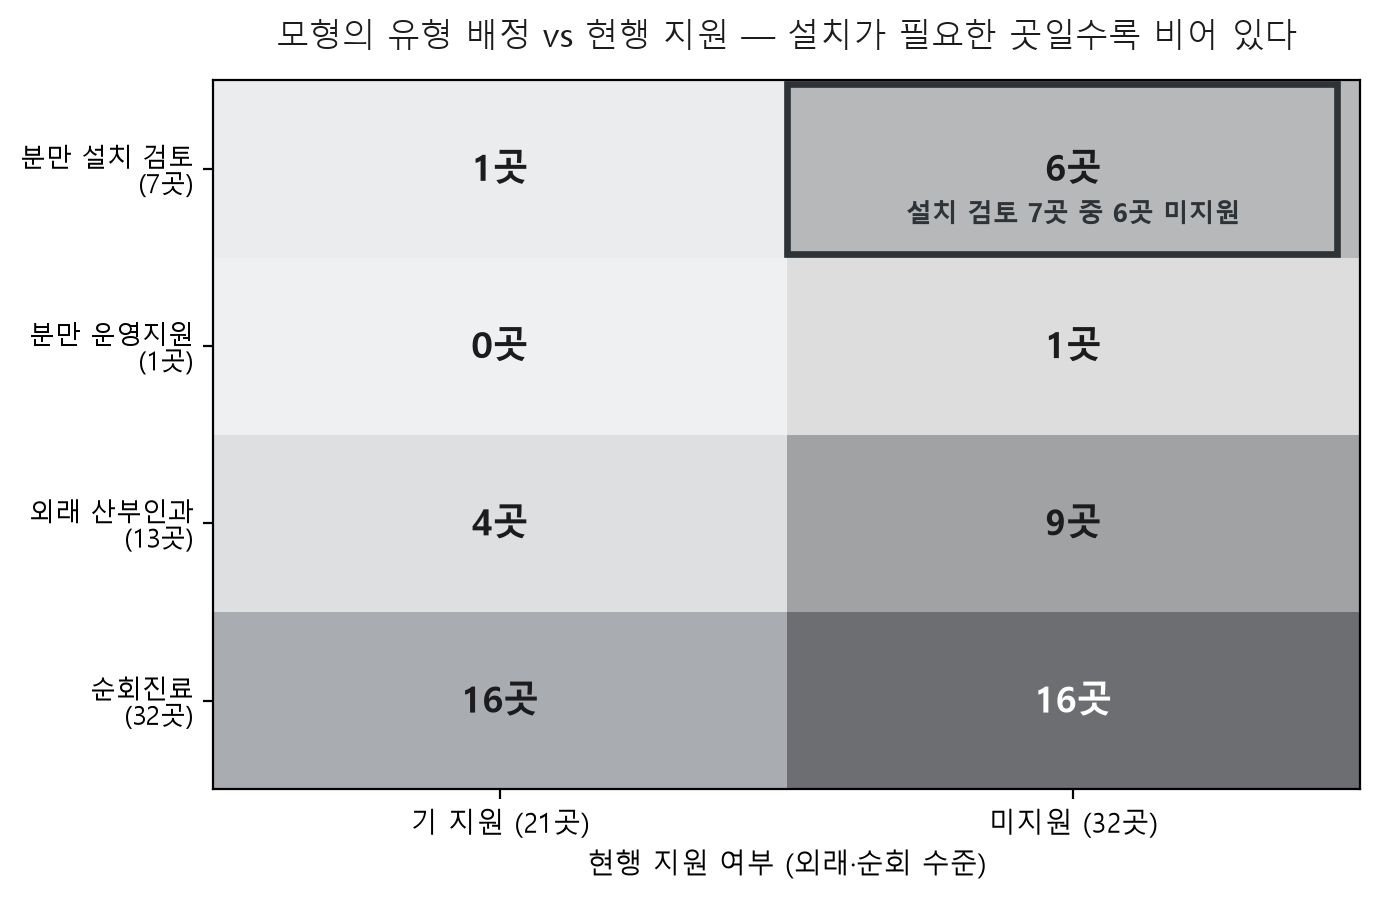 모형의 유형 배정 vs 현행 지원 — 설치가 필요한 곳일수록 비어 있다
분만 설치 검토
(7곳)
1곳
6곳
설치 검토 7곳 중 6곳 미지원
분만 운영지원
(1곳)
0곳
1곳
외래 산부인과
(13곳)
4곳
9곳
순회진료
(32곳)
16곳
16곳
기 지원 (21곳)
미지원 (32곳)
현행 지원 여부 (외래·순회 수준)